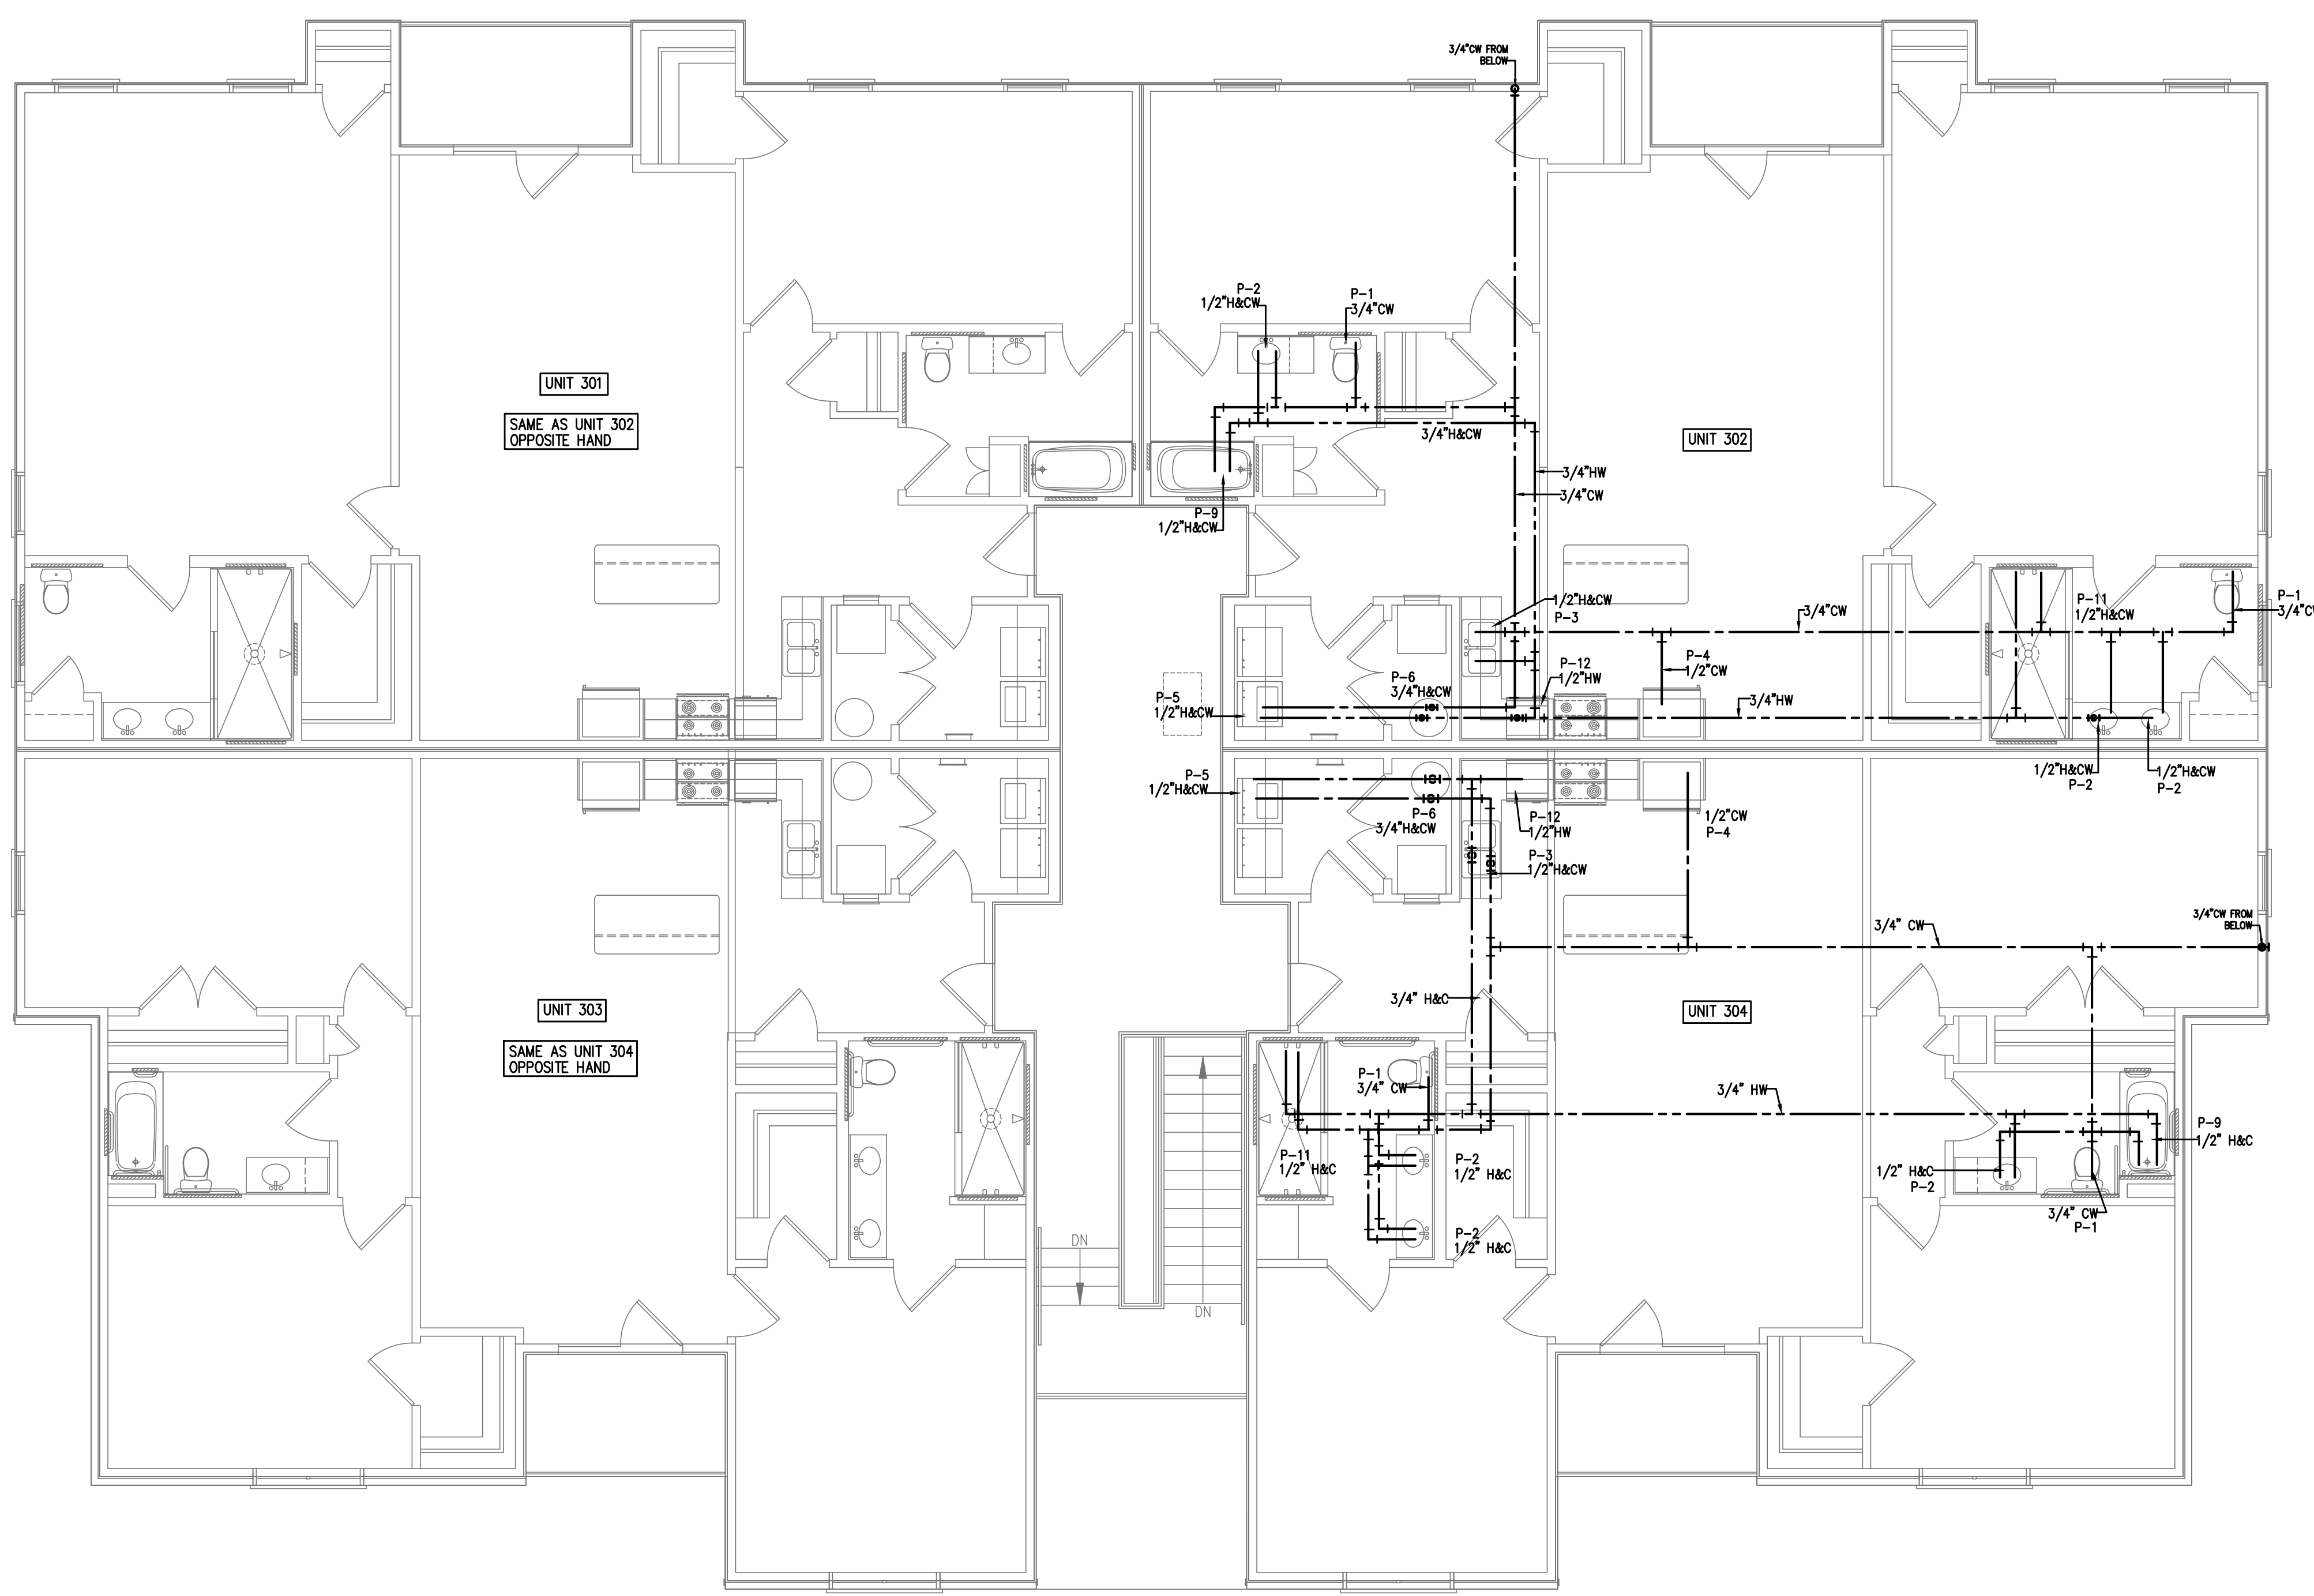 3/4"CW FROM
BELOW
P-2
1/2"H&CW
P-1
3/4"CW
UNIT 301
SAME AS UNIT 302
OPPOSITE HAND
3/4"H&CW
UNIT 302
3/4"HW
3/4"CW
P-9
1/2"H&CW
1/2"H&CW
P-3
3/4"CW
P-11
1/2"H&CW
P-1
3/4"CW
P-4
1/2"CW
P-12
1/2"HW
P-6
3/4"H&CW
P-5
1/2"H&CW
3/4"HW
1/2"H&CW
P-2
1/2"H&CW
P-2
P-5
1/2"H&CW
P-6
3/4"H&CW
P-12
1/2"HW
1/2"CW
P-4
P-3
1/2"H&CW
3/4" CW
3/4"CW FROM
BELOW
3/4" H&C
UNIT 303
SAME AS UNIT 304
OPPOSITE HAND
UNIT 304
P-1
3/4" CW
3/4" HW
P-9
1/2" H&C
P-11
1/2" H&C
P-2
1/2" H&C
1/2" H&C
P-2
3/4" CW
P-1
P-2
1/2" H&C
DN
DN